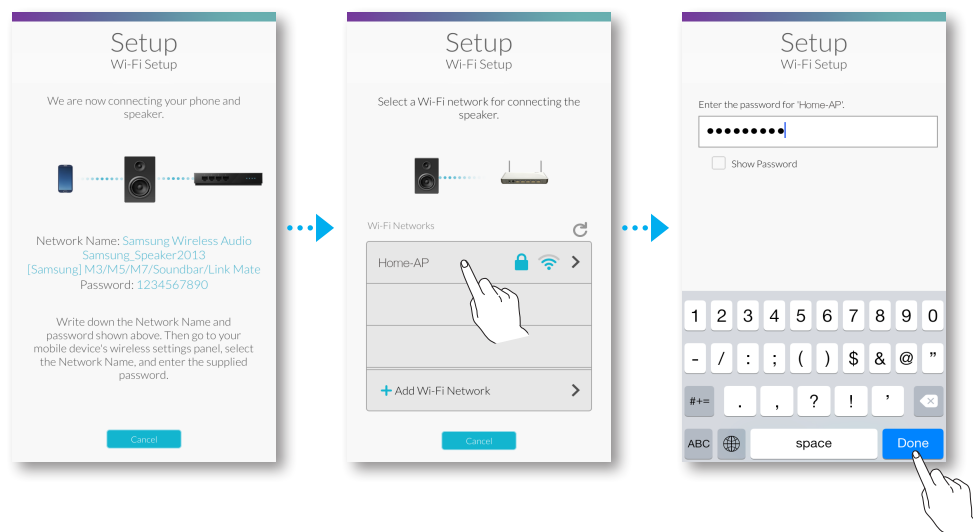 Setup
Wi-Fi Setup
We are now connecting your phone and
speaker.
Network Name: Samsung Wireless Audio
Samsung_Speaker2013
[Samsung] M3/M5/M7/Soundbar/Link Mate
Password: 1234567890
Write down the Network Name and
password shown above. Then go to your
mobile device's wireless settings panel, select
the Network Name, and enter the supplied
password.
Cancel
Setup
Wi-Fi Setup
Select a Wi-Fi network for connecting the
speaker.
Wi-Fi Networks
Home-AP
+ Add Wi-Fi Network
Cancel
Setup
Wi-Fi Setup
Enter the password for 'Home-AP'.
●●●●●●●●●
Show Password
1 2 3 4 5 6 7 8 9 0
- / : ; ( ) $ & @ "
#+= . , ? ! '
ABC space Done